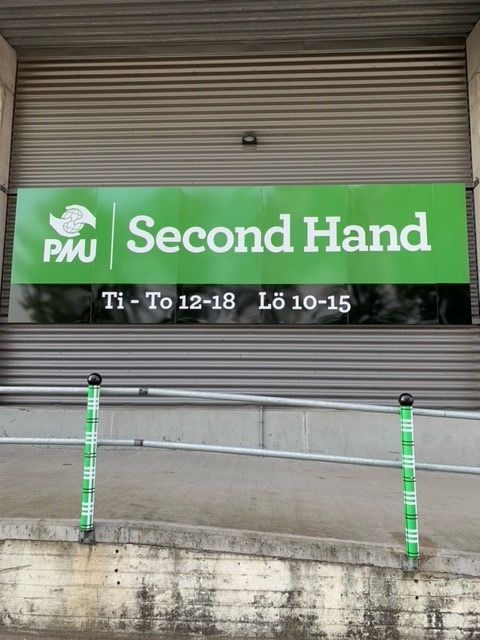 PMU Second Hand
Ti - To 12-18 Lö 10-15